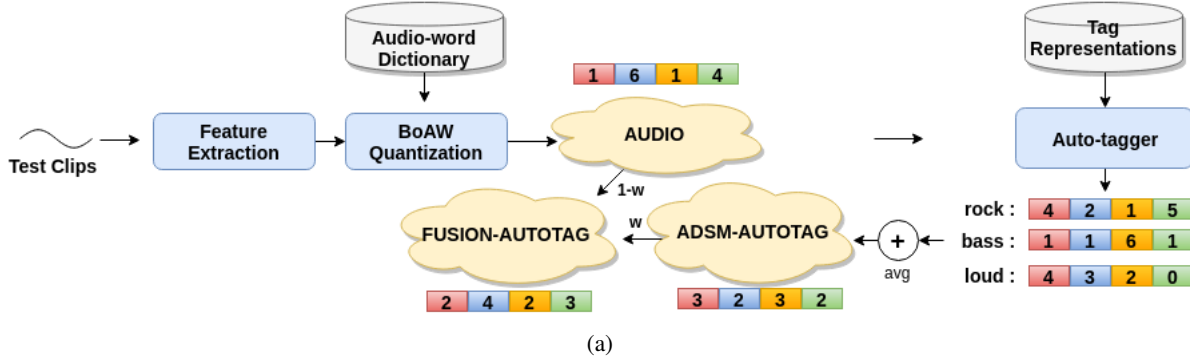 Audio-word
Dictionary
Tag
Representations
1 6 1 4
Test Clips
Feature
Extraction
BoAW
Quantization
AUDIO
Auto-tagger
1-w
rock : 4 2 1 5
FUSION-AUTOTAG
w
ADSM-AUTOTAG
+
avg
bass : 1 1 6 1
loud : 4 3 2 0
2 4 2 3
3 2 3 2
(a)